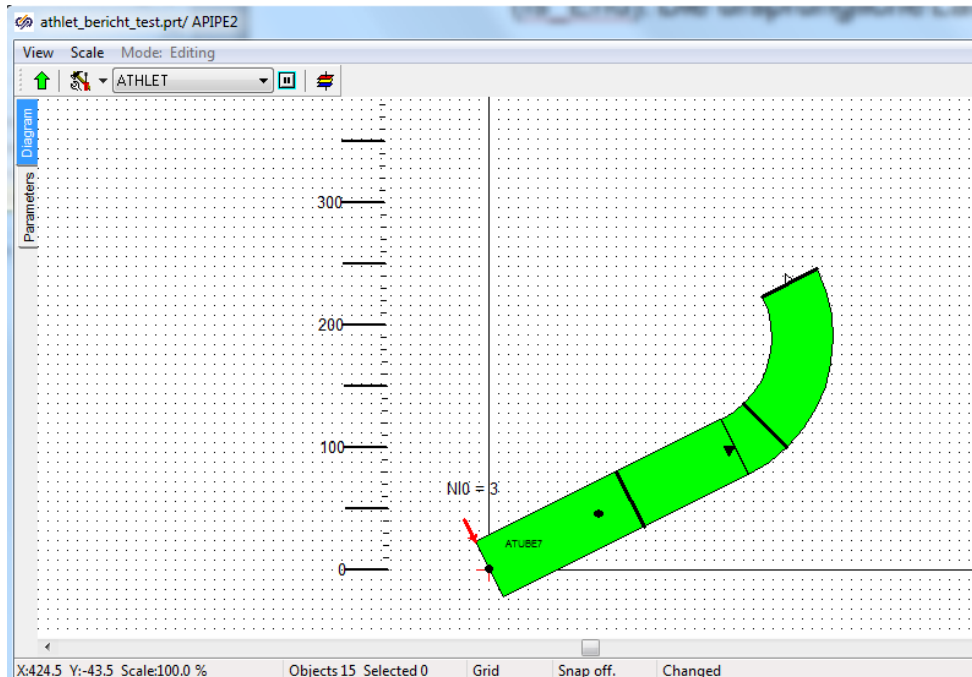 athlet_bericht_test.prt/ APIPE2
View Scale Mode: Editing
ATHLET
Diagram
Parameters
300
200
100
0
NI0 = 3
ATUBE7
X:424.5 Y:-43.5 Scale:100.0 % Objects 15 Selected 0 Grid Snap off. Changed